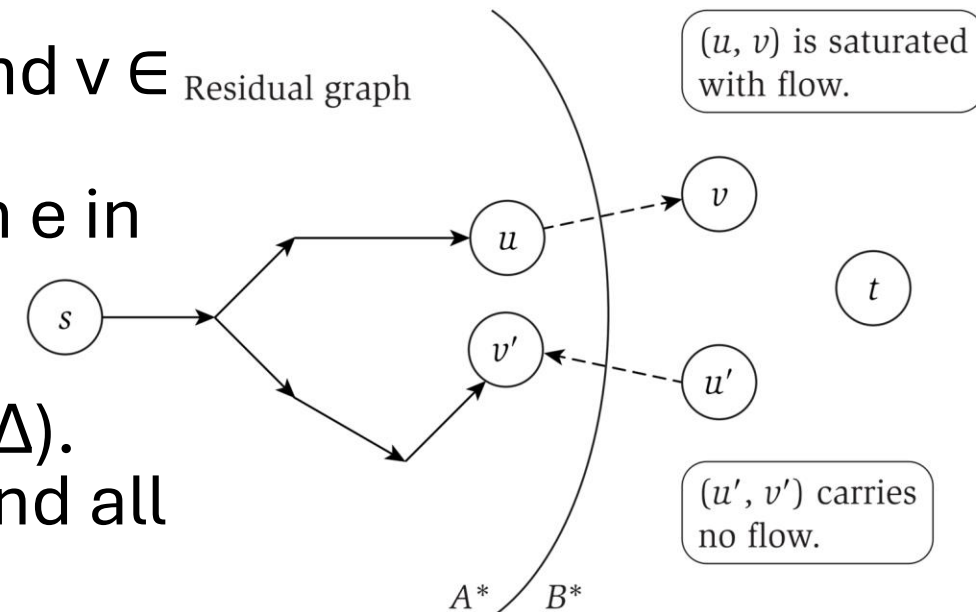 nd v ∈
n e in
Δ).
nd all
Residual graph
(u, v) is saturated
with flow.
s
u
v
v′
u′
t
(u′, v′) carries
no flow.
A* B*